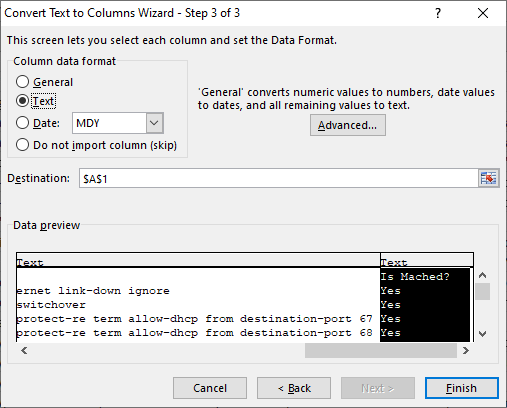 Convert Text to Columns Wizard - Step 3 of 3
This screen lets you select each column and set the Data Format.
Column data format
General
Text
Date: MDY
Do not import column (skip)
'General' converts numeric values to numbers, date values
to dates, and all remaining values to text.
Advanced...
Destination: $A$1
Data preview
Text Text
Is Mached?
ernet link-down ignore Yes
switchover Yes
protect-re term allow-dhcp from destination-port 67 Yes
protect-re term allow-dhcp from destination-port 68 Yes
Cancel < Back Next > Finish